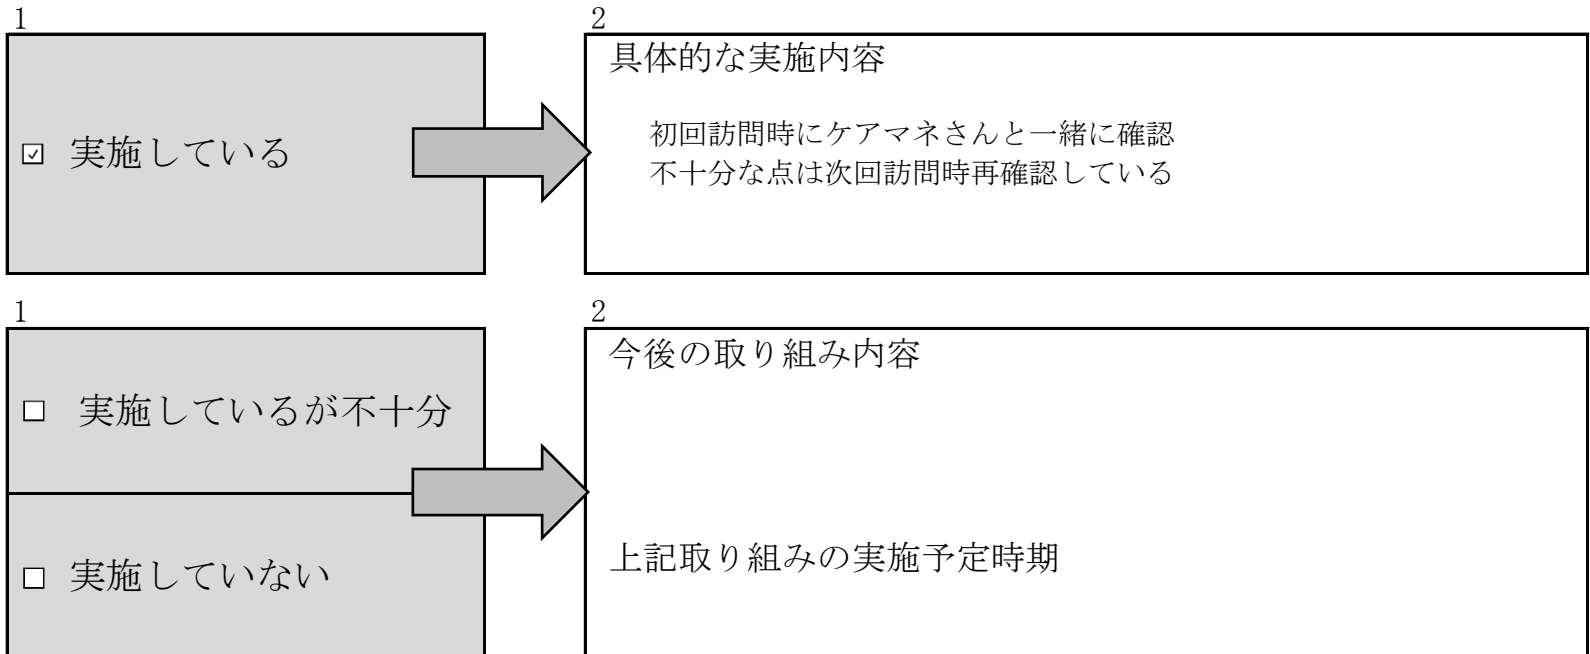 1
2
☑ 実施している
具体的な実施内容
初回訪問時にケアマネさんと一緒に確認
不十分な点は次回訪問時再確認している
1
2
□ 実施しているが不十分
□ 実施していない
今後の取り組み内容
上記取り組みの実施予定時期